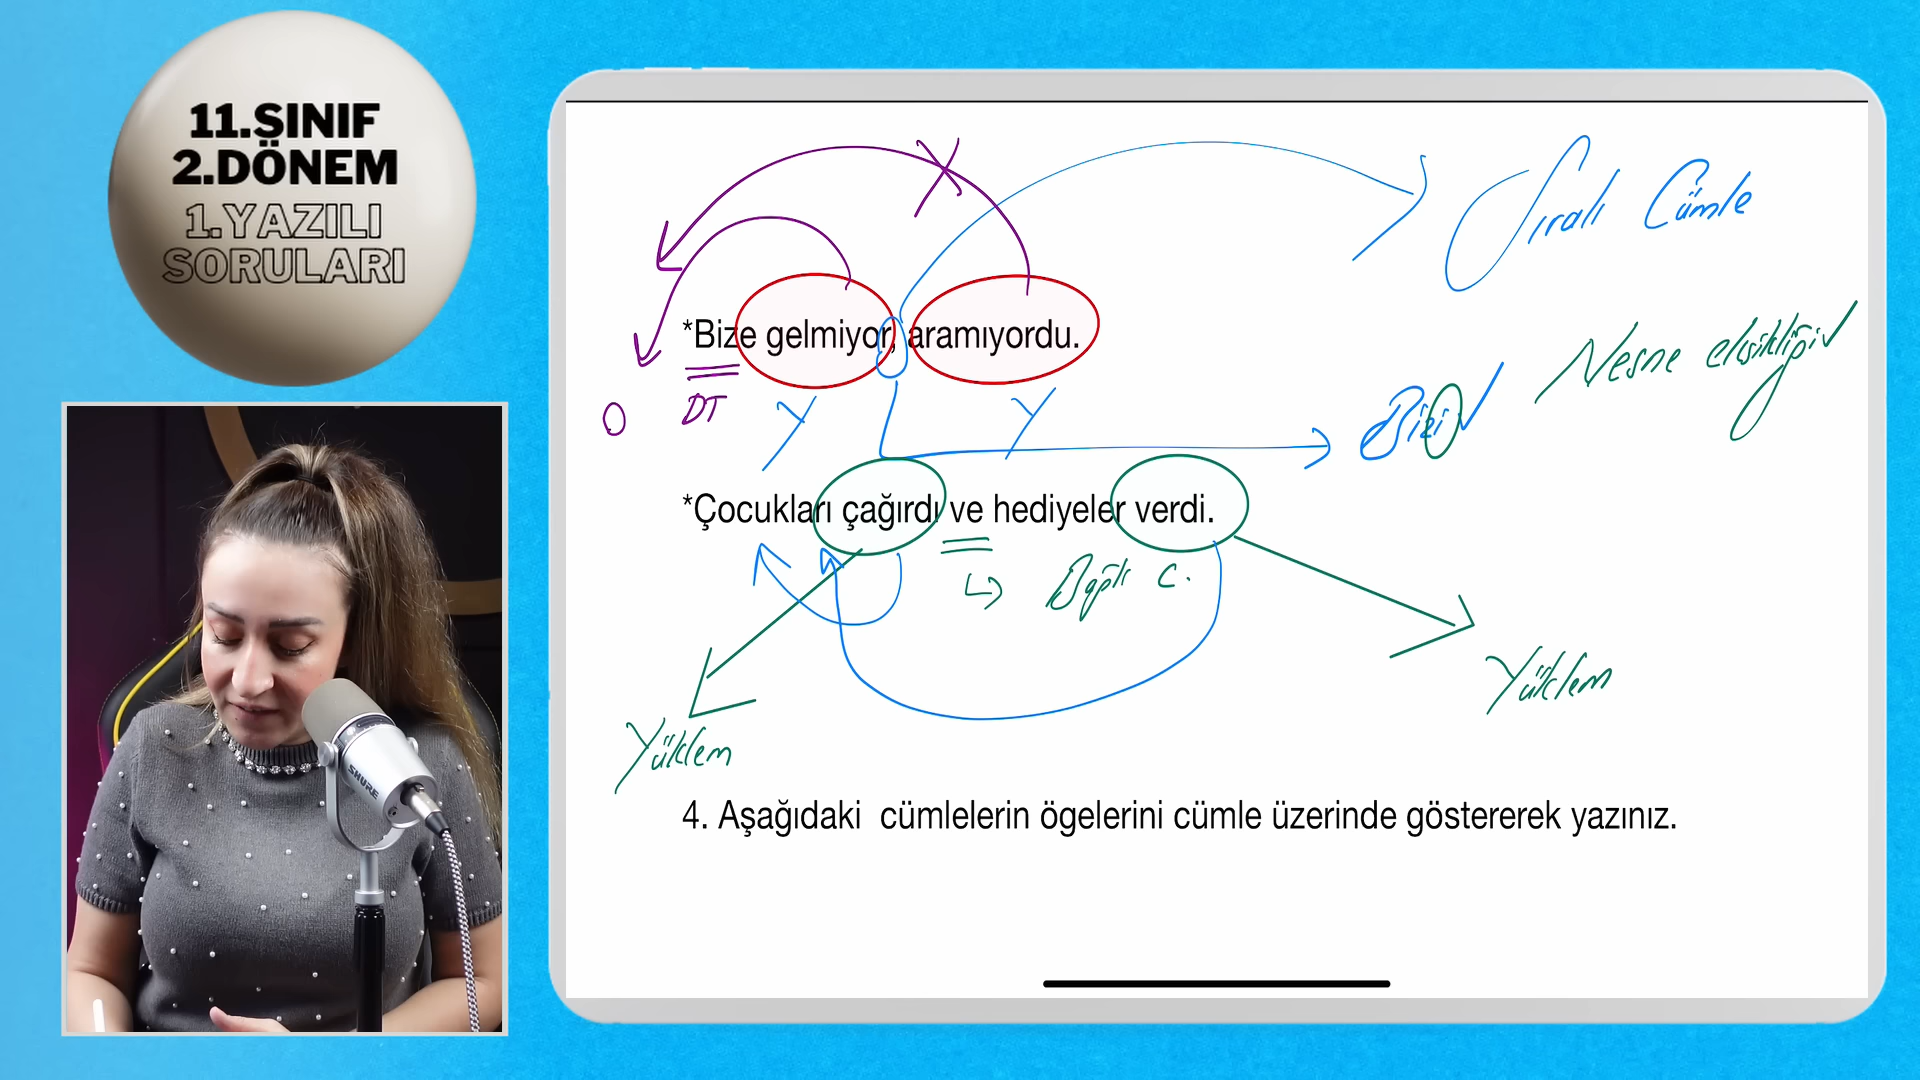 11.SINIF
2.DÖNEM
1.YAZILI
SORULARI
Sıralı Cümle
*Bize gelmiyor, aramıyordu.
Nesne eksikliği
O DT Y Y Bizi
*Çocukları çağırdı ve hediyeler verdi.
Bağlı C.
Yüklem
Yüklem
SHURE
4. Aşağıdaki cümlelerin ögelerini cümle üzerinde göstererek yazınız.